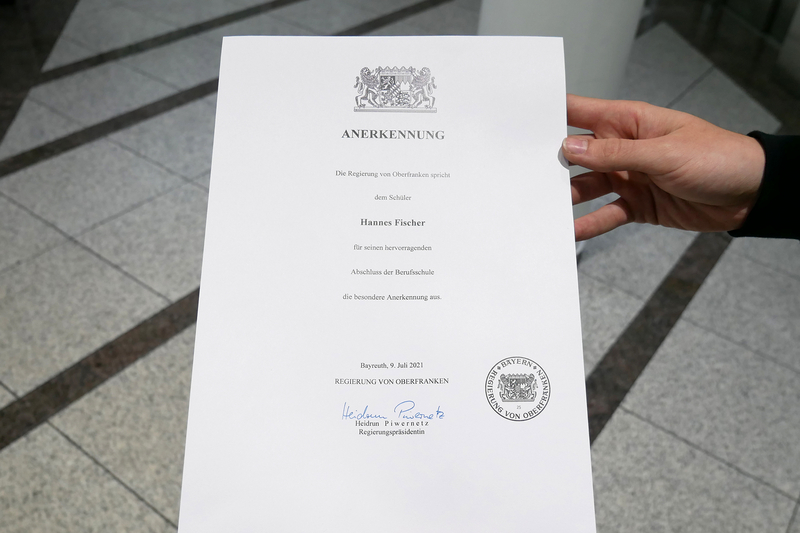 ANERKENNUNG
Die Regierung von Oberfranken spricht
dem Schüler
Hannes Fischer
für seinen hervorragenden
Abschluss der Berufsschule
die besondere Anerkennung aus.
Bayreuth, 9. Juli 2021
REGIERUNG VON OBERFRANKEN
Heidrun Piwernetz
Heidrun Piwernetz
Regierungspräsidentin
BAYERN
REGIERUNG VON OBERFRANKEN